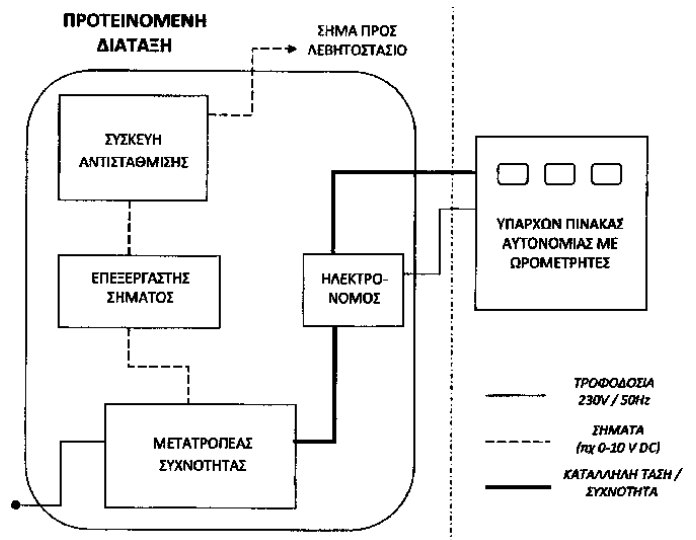 ΠΡΟΤΕΙΝΟΜΕΝΗ
ΔΙΑΤΑΞΗ
ΣΗΜΑ ΠΡΟΣ
ΛΕΒΗΤΟΣΤΑΣΙΟ
ΣΥΣΚΕΥΗ
ΑΝΤΙΣΤΑΘΜΙΣΗΣ
ΕΠΕΞΕΡΓΑΣΤΗΣ
ΣΗΜΑΤΟΣ
ΗΛΕΚΤΡΟ-
ΝΟΜΟΣ
ΜΕΤΑΤΡΟΠΕΑΣ
ΣΥΧΝΟΤΗΤΑΣ
ΥΠΑΡΧΩΝ ΠΙΝΑΚΑΣ
ΑΥΤΟΝΟΜΙΑΣ ΜΕ
ΩΡΟΜΕΤΡΗΤΕΣ
ΤΡΟΦΟΔΟΣΙΑ
230V / 50Hz
ΣΗΜΑΤΑ
(πχ 0-10 V DC)
ΚΑΤΑΛΛΗΛΗ ΤΑΣΗ /
ΣΥΧΝΟΤΗΤΑ